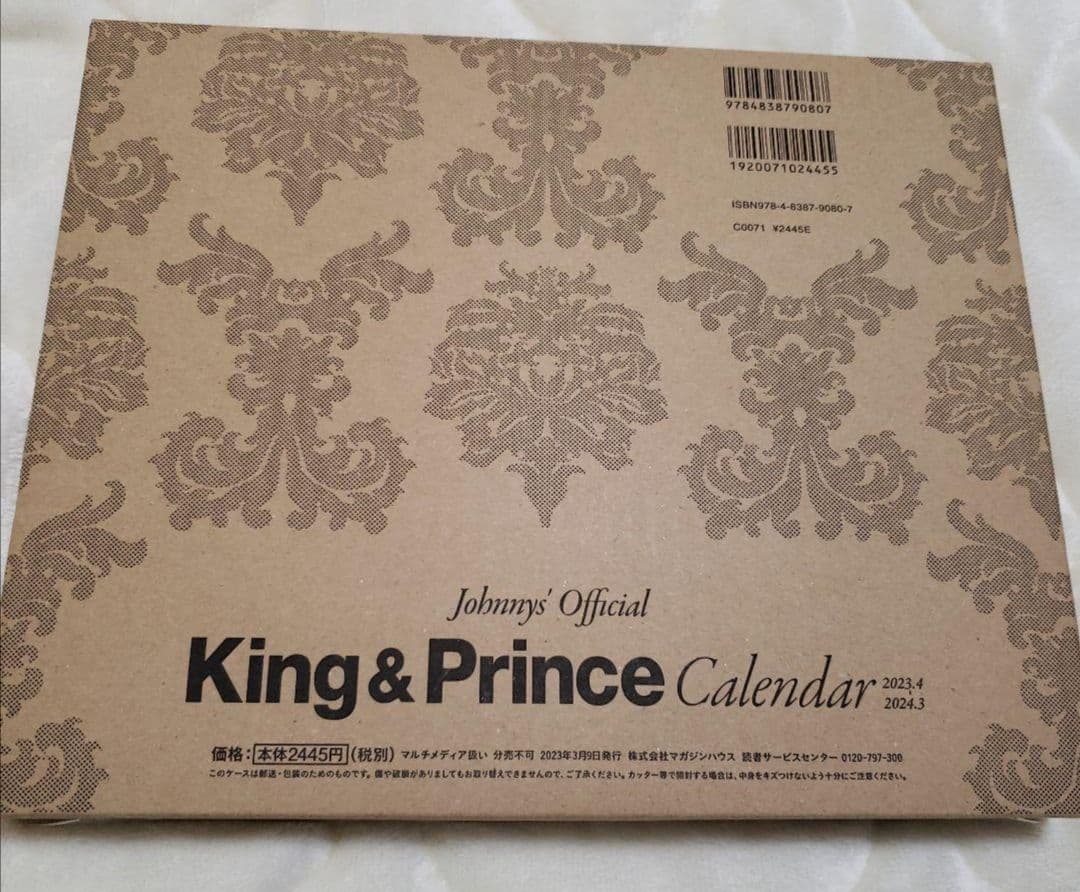 9784838790807
1920071024455
ISBN978-4-8387-9080-7
C0071 ¥2445E
Johnnys' Official
King & Prince Calendar 2023.4
2024.3
価格：本体2445円（税別） マルチメディア扱い 分売不可 2023年3月9日発行 株式会社マガジンハウス 読者サービスセンター 0120-797-300
このケースは郵送・包装のためのものです。傷や破損がありましてもお取り替えできませんので、ご了承ください。カッター等で開封する場合は、中身をキズつけないよう十分にご注意ください。